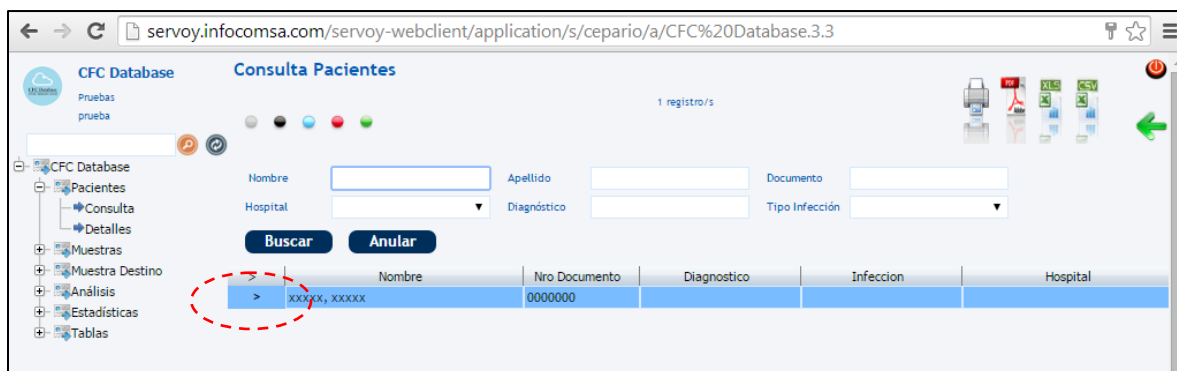 servoy.infocomsa.com/servoy-webclient/application/s/cepario/a/CFC%20Database.3.3
CFC Database
Pruebas
prueba
Consulta Pacientes
1 registro/s
PDF
XLS
CSV
CFC Database
Pacientes
Consulta
Detalles
Muestras
Muestra Destino
Análisis
Estadísticas
Tablas
Nombre Apellido Documento
Hospital Diagnóstico Tipo Infección
Buscar Anular
> Nombre Nro Documento Diagnostico Infeccion Hospital
> xxxxx, xxxxx 0000000